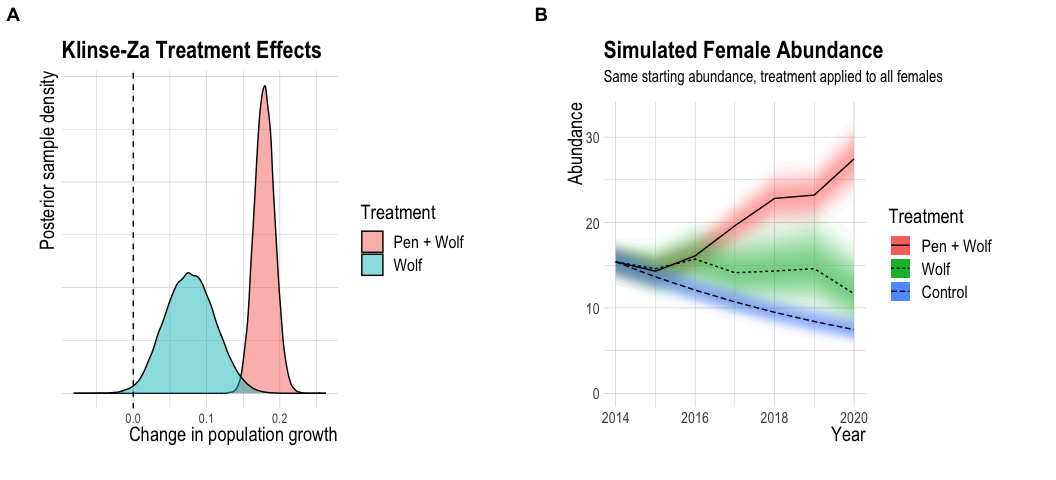 A
Klinse-Za Treatment Effects
Posterior sample density
0.0
0.1
0.2
Change in population growth
Treatment
Pen + Wolf
Wolf
B
Simulated Female Abundance
Same starting abundance, treatment applied to all females
Abundance
30
20
10
0
2014
2016
2018
2020
Year
Treatment
Pen + Wolf
Wolf
Control